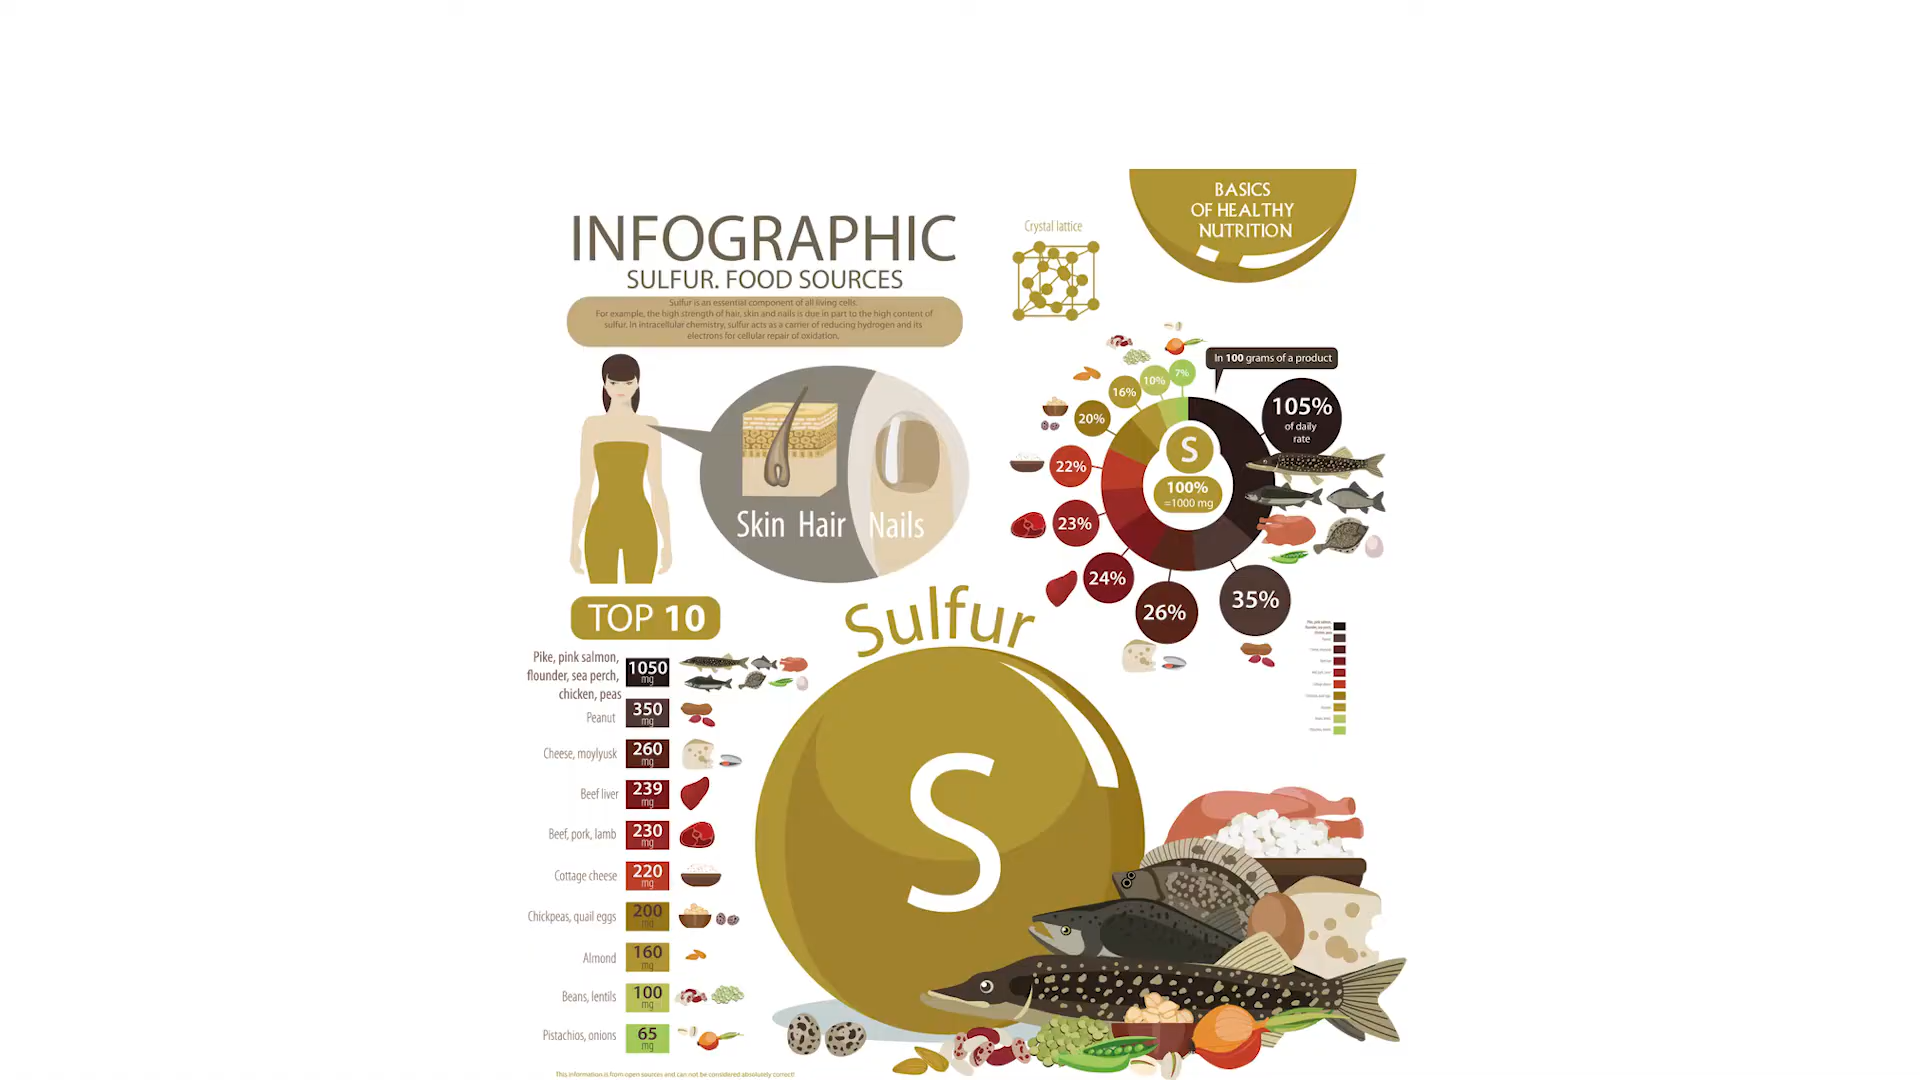 BASICS
OF HEALTHY
NUTRITION
INFOGRAPHIC
SULFUR. FOOD SOURCES
Sulfur is an essential component of all living cells.
For example, the high strength of hair, skin and nails is due in part to the high content of
sulfur. In intracellular chemistry, sulfur acts as a carrier of reducing hydrogen and its
electrons for cellular repair of oxidation.
Crystal lattice
Skin Hair Nails
In 100 grams of a product
105%
of daily
rate
35%
26%
24%
23%
22%
20%
16%
10%
7%
S
100%
=1000 mg
TOP 10
Pike, pink salmon,
flounder, sea perch,
chicken, peas
1050
mg
Peanut
350
mg
Cheese, moylyusk
260
mg
Beef liver
239
mg
Beef, pork, lamb
230
mg
Cottage cheese
220
mg
Chickpeas, quail eggs
200
mg
Almond
160
mg
Beans, lentils
100
mg
Pistachios, onions
65
mg
Sulfur
S
This information is from open sources and can not be considered absolutely correct!